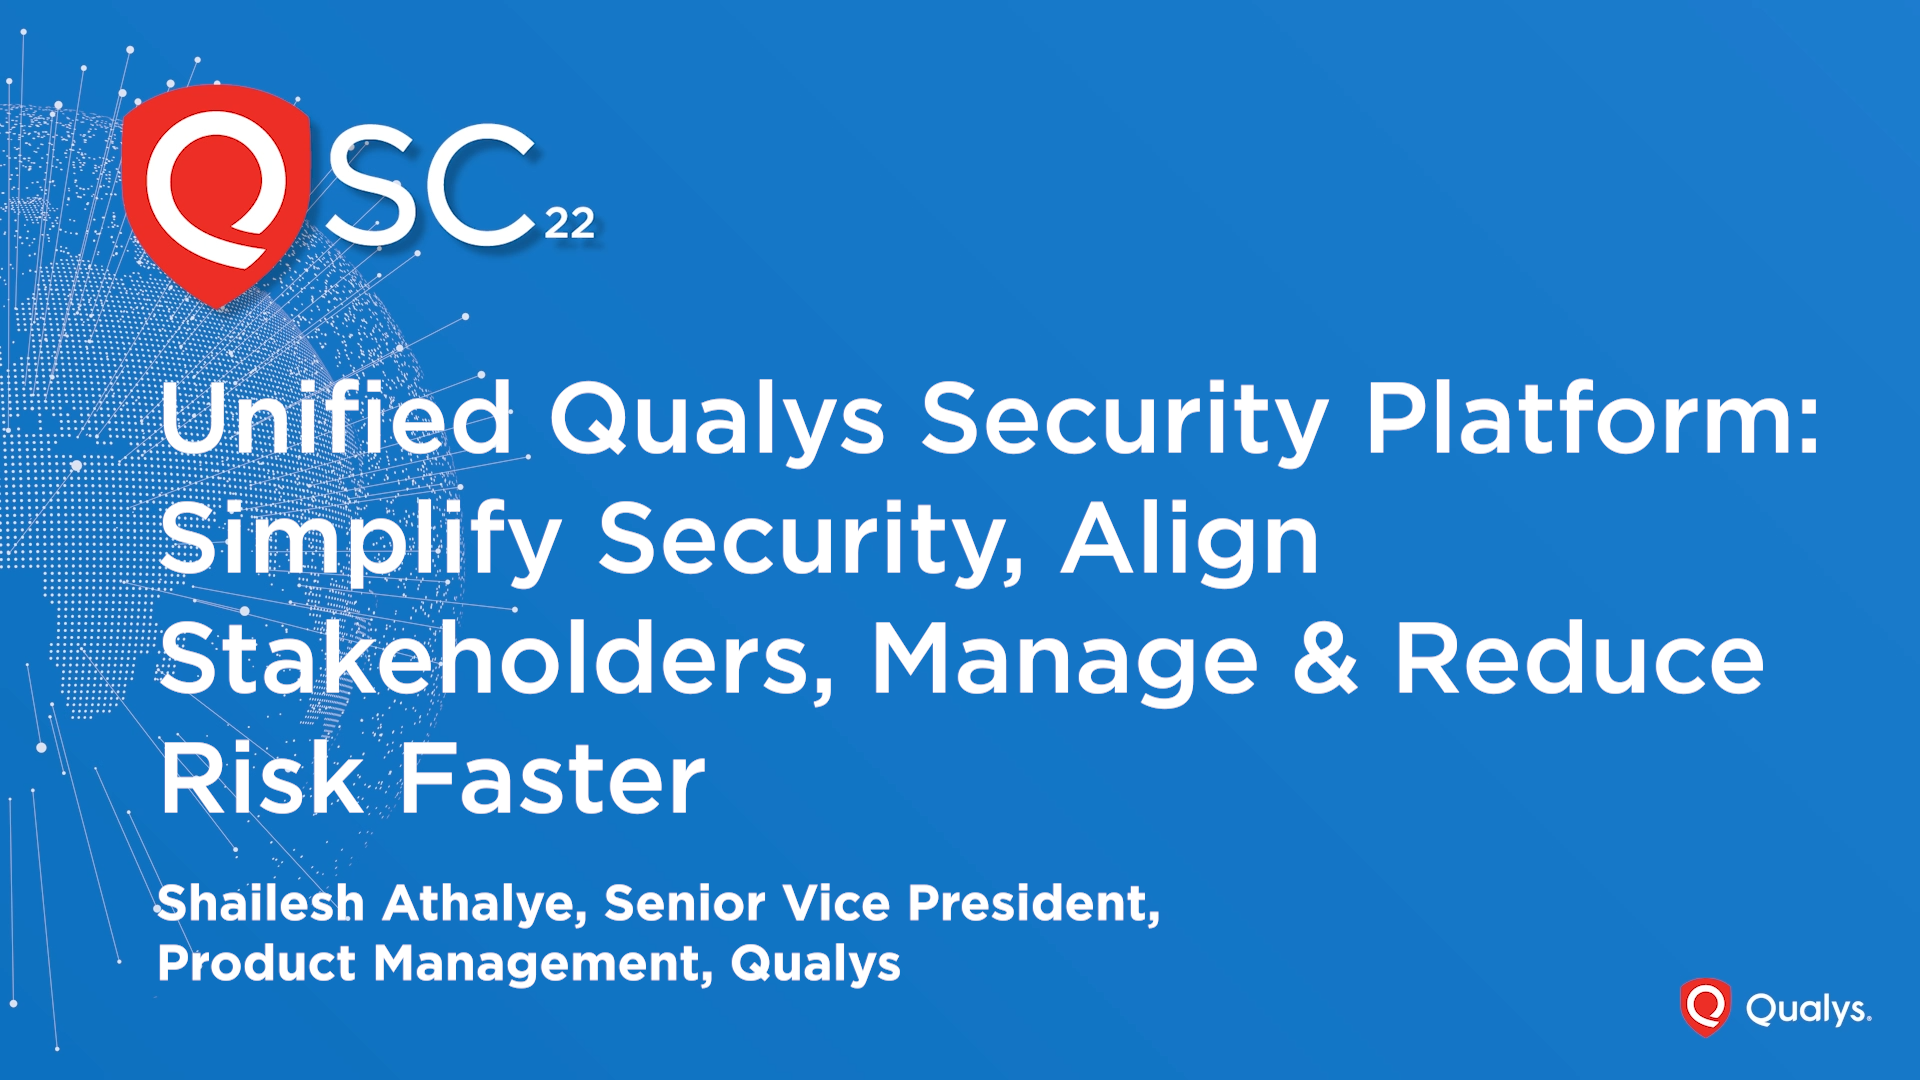 QSC22
Unified Qualys Security Platform:
Simplify Security, Align
Stakeholders, Manage & Reduce
Risk Faster
Shailesh Athalye, Senior Vice President,
Product Management, Qualys
Qualys.